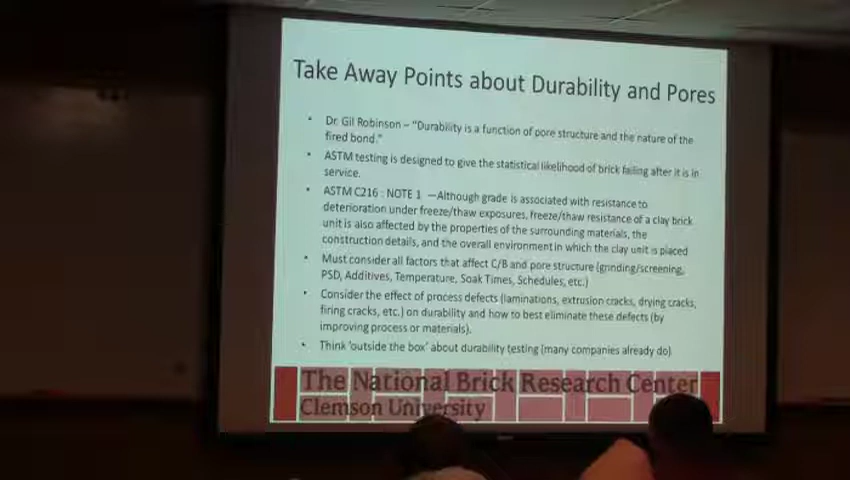 Take Away Points about Durability and Pores
• Dr. Gil Robinson – "Durability is a function of pore structure and the nature of the
fired bond."
• ASTM testing is designed to give the statistical likelihood of brick failing after it is in
service.
• ASTM C216 : NOTE 1 —Although grade is associated with resistance to
deterioration under freeze/thaw exposures, freeze/thaw resistance of a clay brick
unit is also affected by the properties of the surrounding materials, the
construction details, and the overall environment in which the clay unit is placed
• Must consider all factors that affect C/B and pore structure (grinding/screening,
PSD, Additives, Temperature, Soak Times, Schedules, etc.)
• Consider the effect of process defects (laminations, extrusion cracks, drying cracks,
firing cracks, etc.) on durability and how to best eliminate these defects (by
improving process or materials).
• Think 'outside the box' about durability testing (many companies already do)
The National Brick Research Center
Clemson University